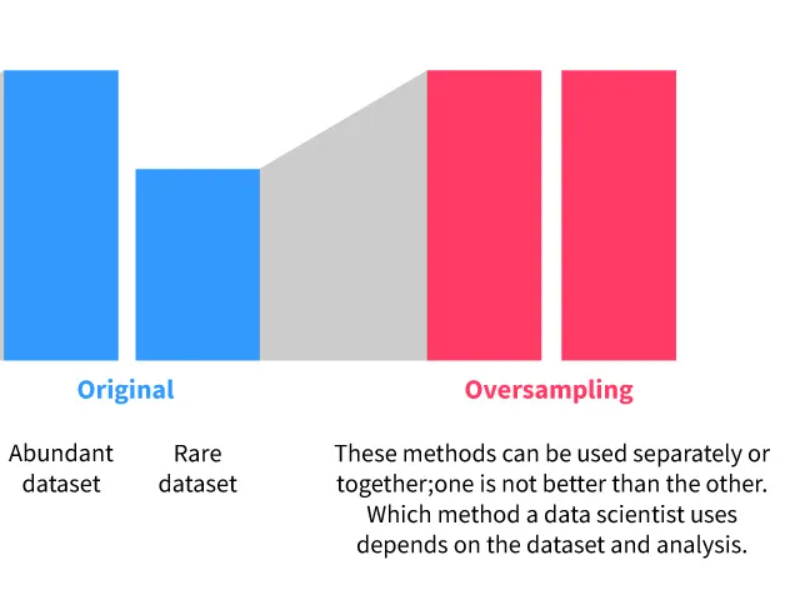 Original
Oversampling
Abundant
dataset
Rare
dataset
These methods can be used separately or
together;one is not better than the other.
Which method a data scientist uses
depends on the dataset and analysis.